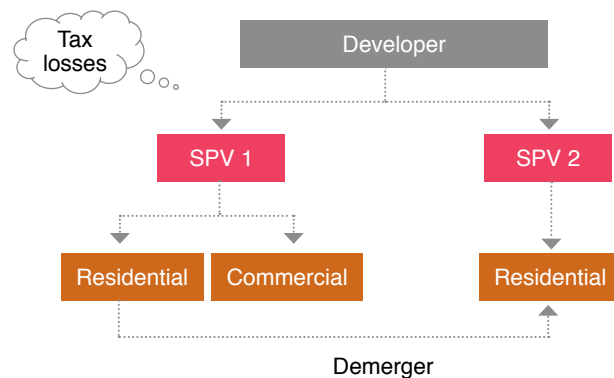 Tax
losses
Developer
SPV 1
SPV 2
Residential
Commercial
Residential
Demerger